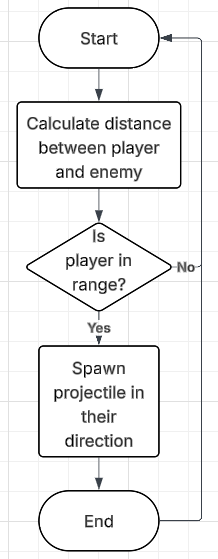 Start
Calculate distance
between player
and enemy
Is
player in
range?
No
Yes
Spawn
projectile in
their
direction
End